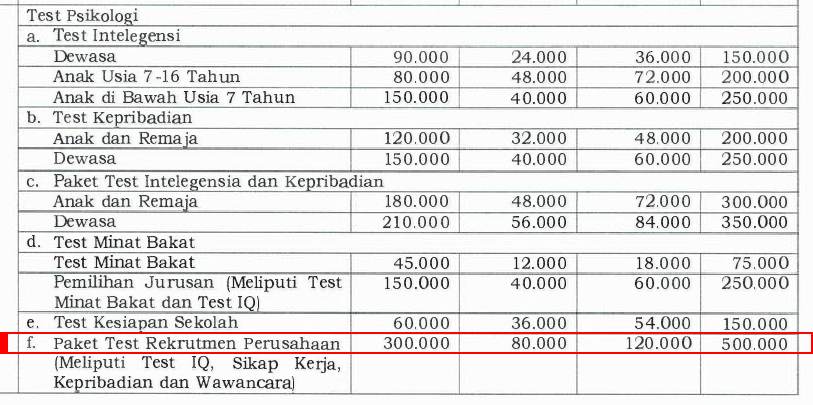 Test Psikologi
a. Test Intelegensi
Dewasa 90.000 24.000 36.000 150.000
Anak Usia 7-16 Tahun 80.000 48.000 72.000 200.000
Anak di Bawah Usia 7 Tahun 150.000 40.000 60.000 250.000
b. Test Kepribadian
Anak dan Remaja 120.000 32.000 48.000 200.000
Dewasa 150.000 40.000 60.000 250.000
c. Paket Test Intelegensia dan Kepribadian
Anak dan Remaja 180.000 48.000 72.000 300.000
Dewasa 210.000 56.000 84.000 350.000
d. Test Minat Bakat
Test Minat Bakat 45.000 12.000 18.000 75.000
Pemilihan Jurusan (Meliputi Test 150.000 40.000 60.000 250.000
Minat Bakat dan Test IQ)
e. Test Kesiapan Sekolah 60.000 36.000 54.000 150.000
f. Paket Test Rekrutmen Perusahaan 300.000 80.000 120.000 500.000
(Meliputi Test IQ, Sikap Kerja,
Kepribadian dan Wawancara)